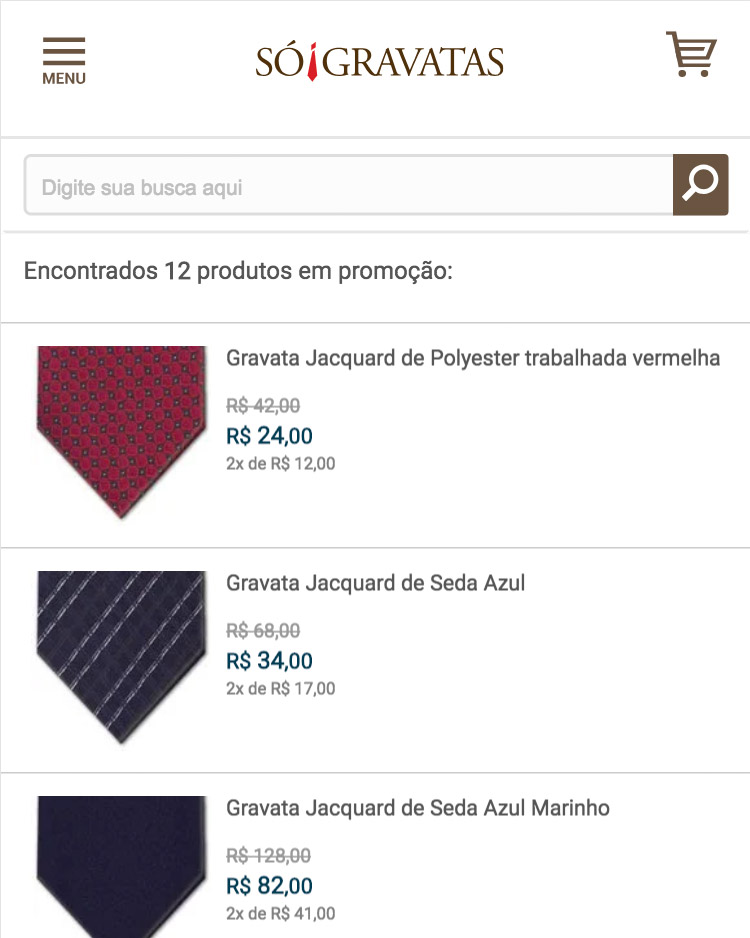 MENU
SÓ GRAVATAS
Digite sua busca aqui
Encontrados 12 produtos em promoção:
Gravata Jacquard de Polyester trabalhada vermelha
R$ 42,00
R$ 24,00
2x de R$ 12,00
Gravata Jacquard de Seda Azul
R$ 68,00
R$ 34,00
2x de R$ 17,00
Gravata Jacquard de Seda Azul Marinho
R$ 128,00
R$ 82,00
2x de R$ 41,00